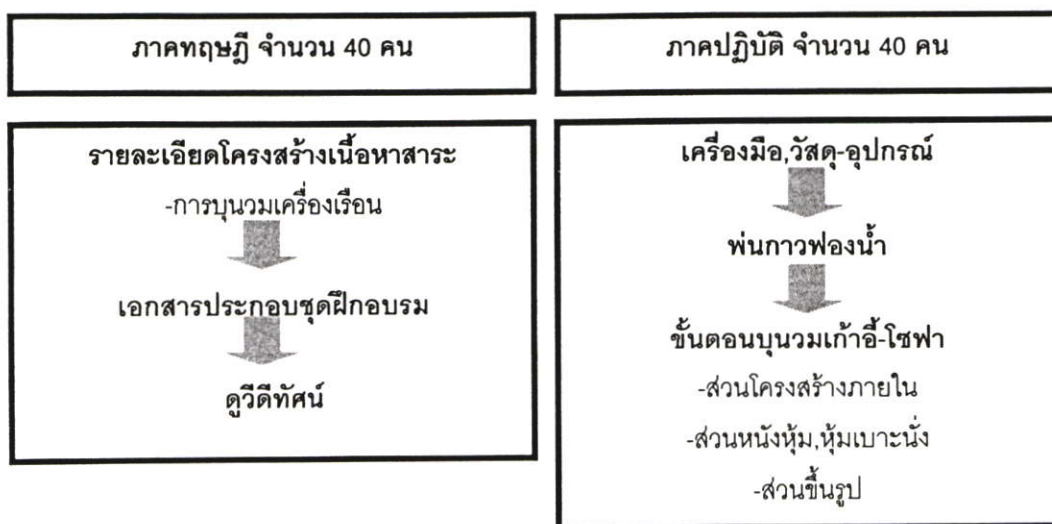 ภาคทฤษฎี จำนวน 40 คน
รายละเอียดโครงสร้างเนื้อหาสาระ
-การบุนวมเครื่องเรือน
เอกสารประกอบชุดฝึกอบรม
ดูวีดีทัศน์
ภาคปฏิบัติ จำนวน 40 คน
เครื่องมือ,วัสดุ-อุปกรณ์
พ่นกาวฟองน้ำ
ขั้นตอนบุนวมเก้าอี้-โซฟา
-ส่วนโครงสร้างภายใน
-ส่วนหนังหุ้ม,หุ้มเบาะนั่ง
-ส่วนขึ้นรูป